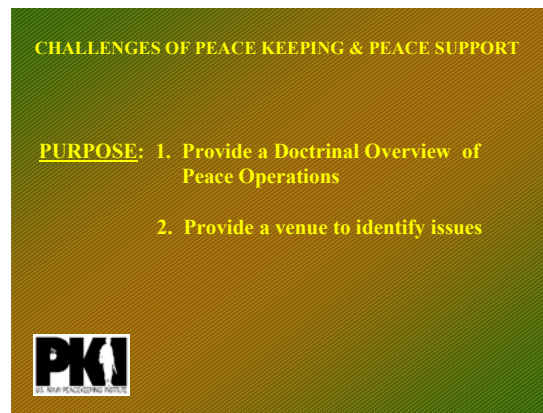 CHALLENGES OF PEACE KEEPING & PEACE SUPPORT
PURPOSE: 1. Provide a Doctrinal Overview of
Peace Operations
2. Provide a venue to identify issues
PKI
U.S. ARMY PEACEKEEPING INSTITUTE